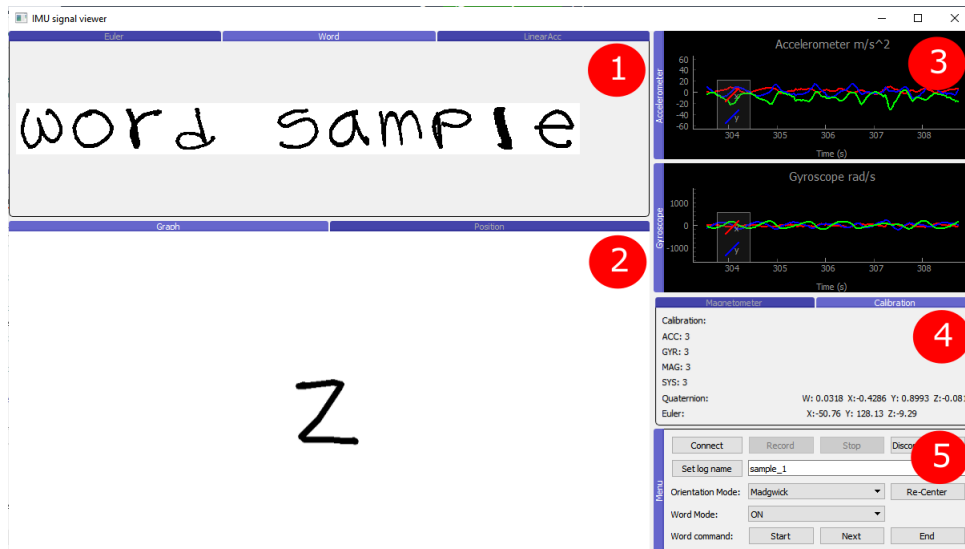 IMU signal viewer
Euler
Word
LinearAcc
1
word sample
Graph
Position
2
z
Accelerometer
Accelerometer m/s^2
3
60
40
20
0
-20
-40
-60
x
y
304 305 306 307 308
Time (s)
Gyroscope
Gyroscope rad/s
1000
0
-1000
x
y
304 305 306 307 308
Time (s)
Magnetometer
Calibration
4
Calibration:
ACC: 3
GYR: 3
MAG: 3
SYS: 3
Quaternion: W: 0.0318 X:-0.4286 Y: 0.8993 Z:-0.081
Euler: X:-50.76 Y: 128.13 Z:-9.29
Menu
5
Connect Record Stop
Set log name sample_1
Orientation Mode: Madgwick Re-Center
Word Mode: ON
Word command: Start Next End